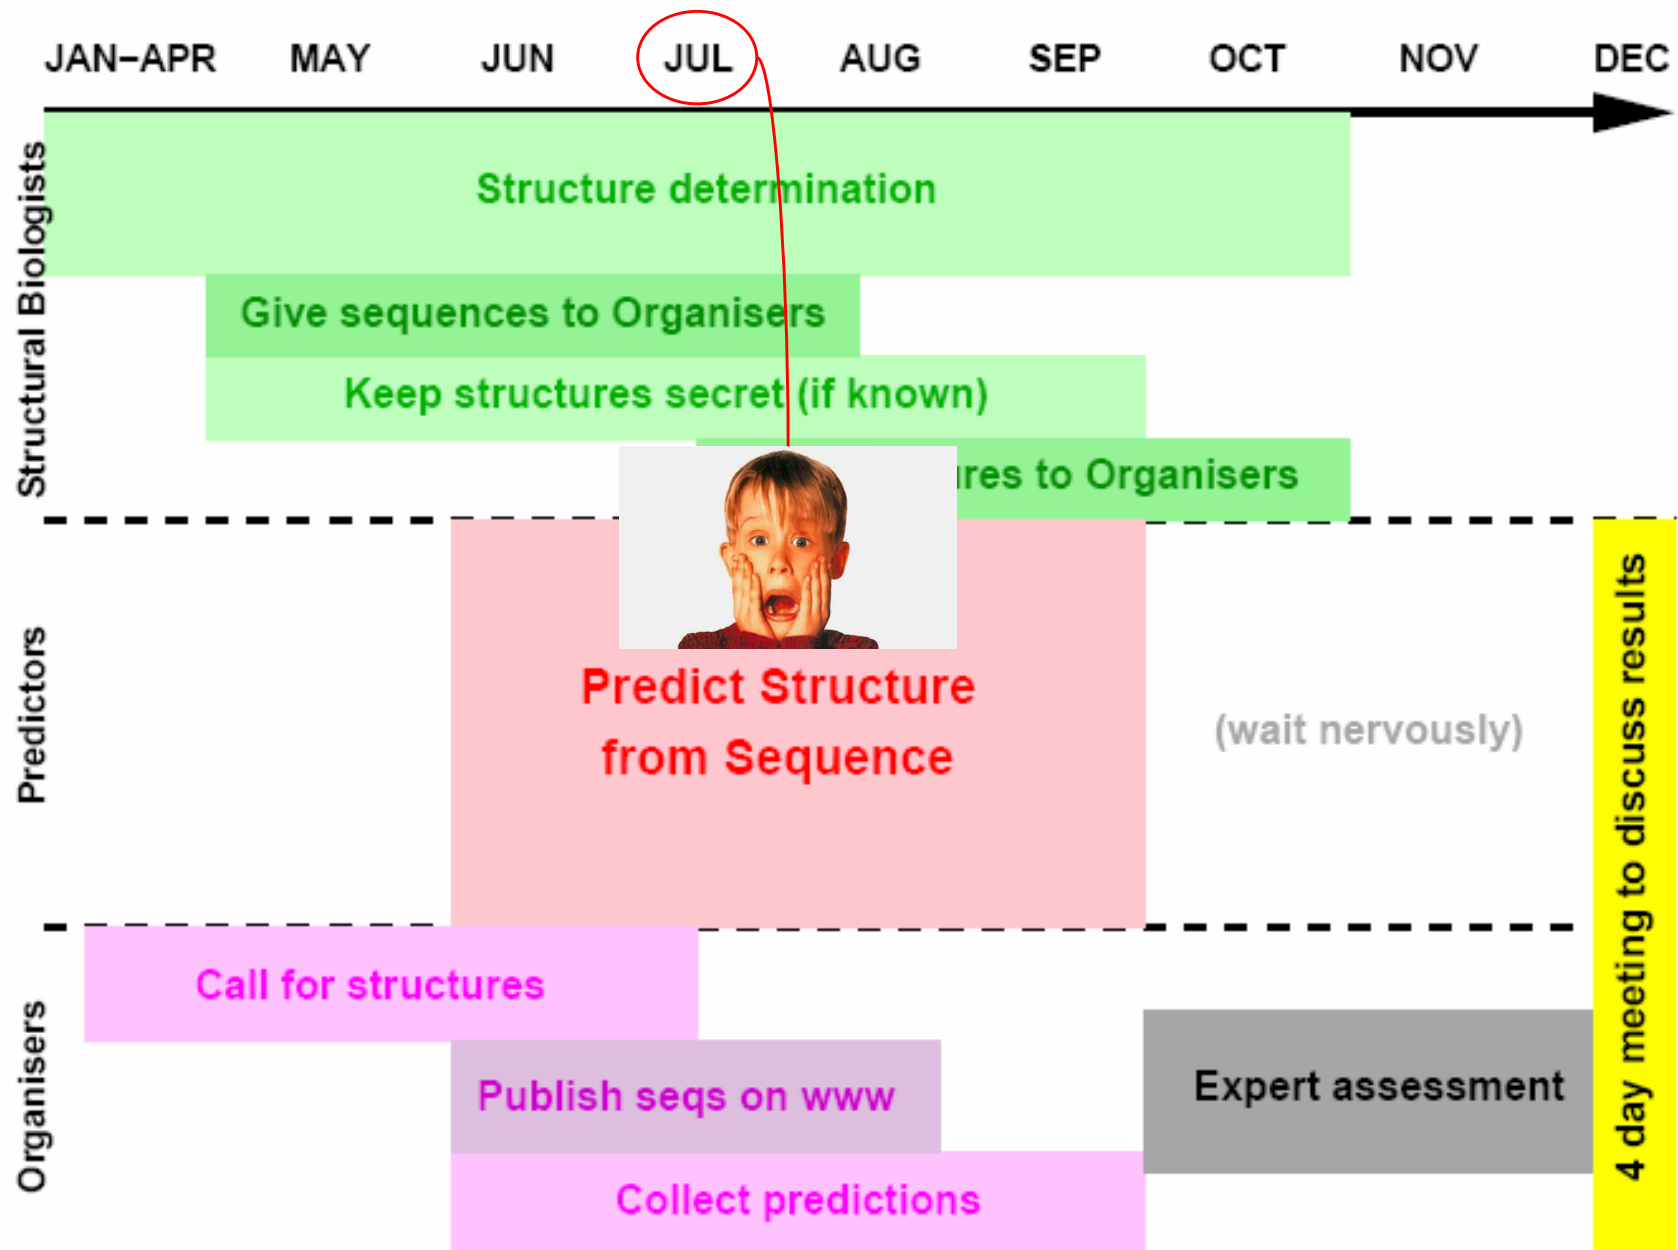 JAN–APR MAY JUN JUL AUG SEP OCT NOV DEC
Structural Biologists
Structure determination
Give sequences to Organisers
Keep structures secret (if known)
to Organisers
Predictors
Predict Structure
from Sequence
(wait nervously)
4 day meeting to discuss results
Organisers
Call for structures
Publish seqs on www
Expert assessment
Collect predictions